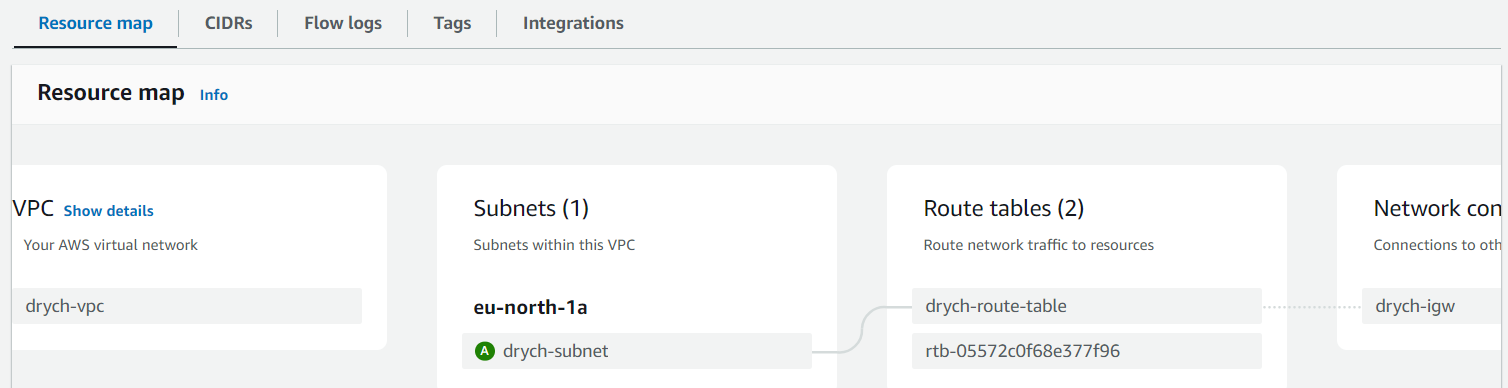 Resource map CIDRs Flow logs Tags Integrations
Resource map Info
VPC Show details
Your AWS virtual network
drych-vpc
Subnets (1)
Subnets within this VPC
eu-north-1a
A drych-subnet
Route tables (2)
Route network traffic to resources
drych-route-table
rtb-05572c0f68e377f96
Network con
Connections to oth
drych-igw